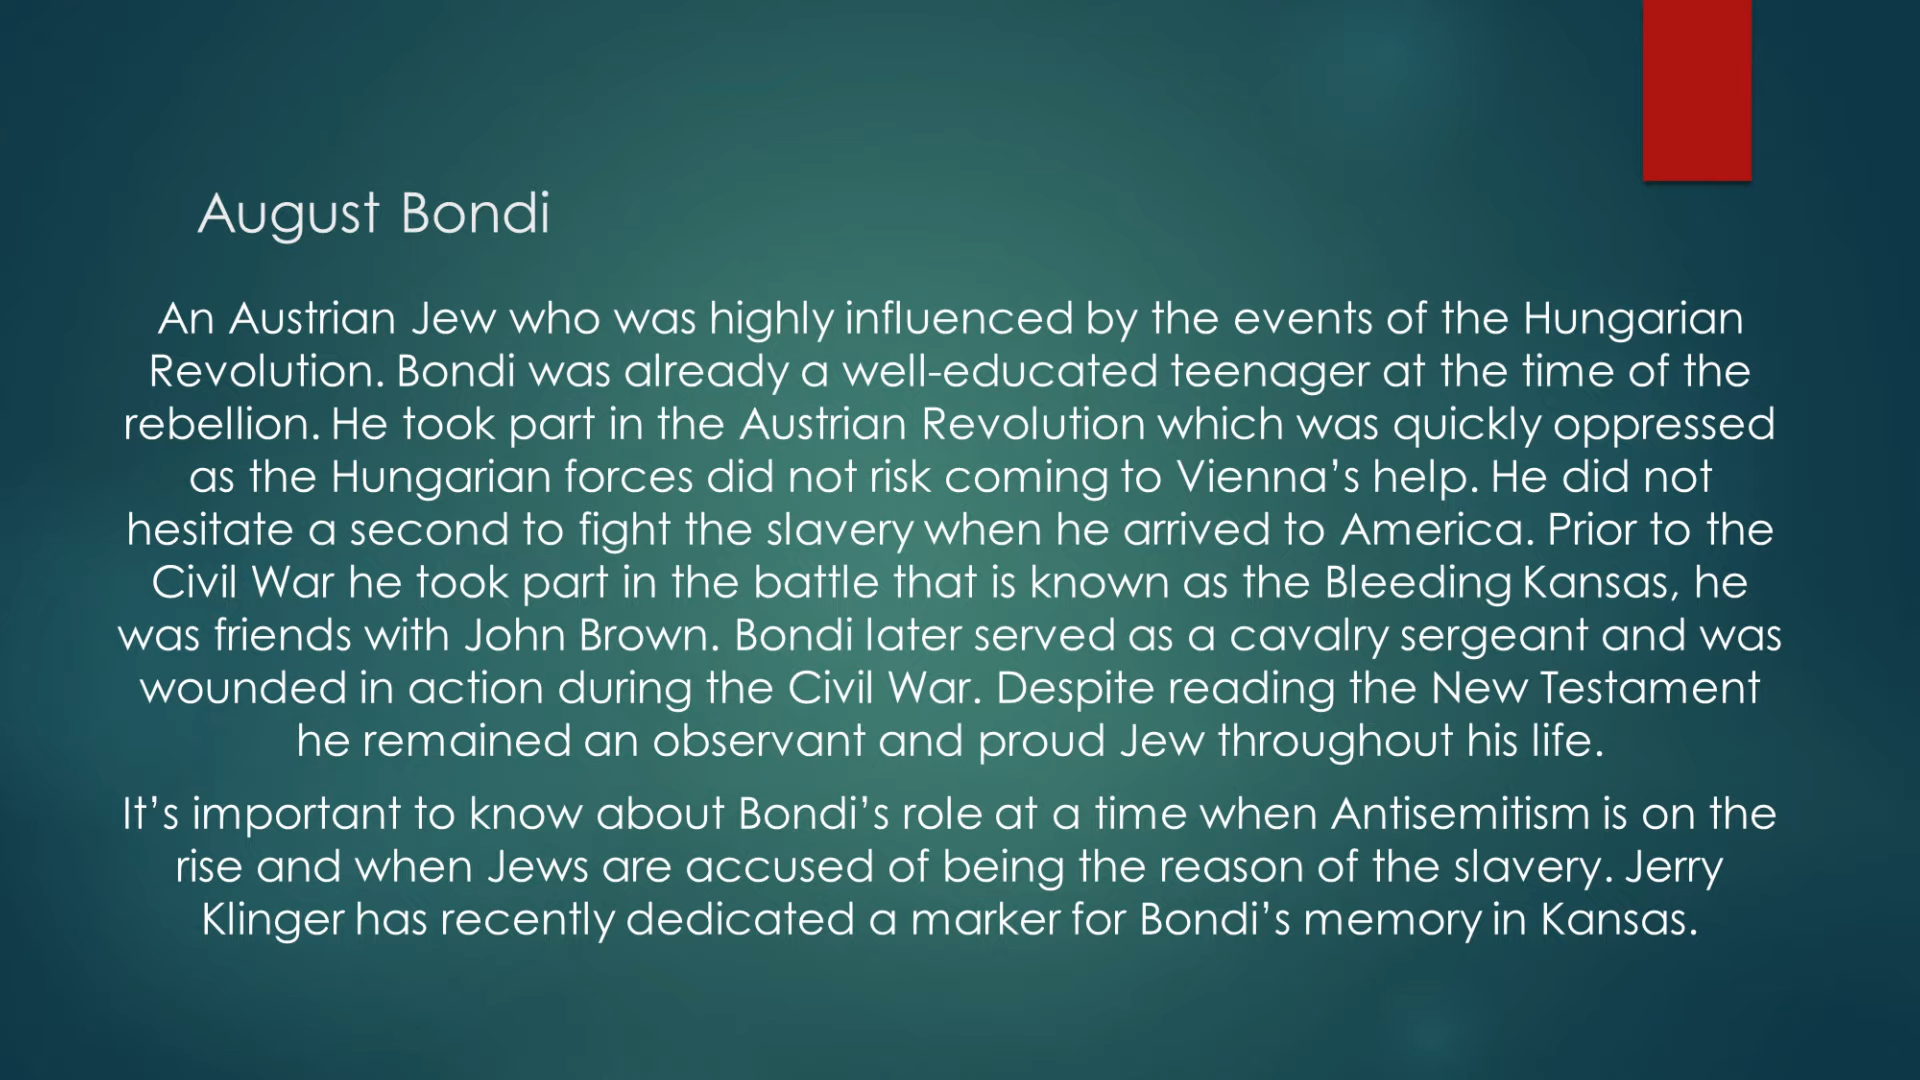 August Bondi
An Austrian Jew who was highly influenced by the events of the Hungarian
Revolution. Bondi was already a well-educated teenager at the time of the
rebellion. He took part in the Austrian Revolution which was quickly oppressed
as the Hungarian forces did not risk coming to Vienna’s help. He did not
hesitate a second to fight the slavery when he arrived to America. Prior to the
Civil War he took part in the battle that is known as the Bleeding Kansas, he
was friends with John Brown. Bondi later served as a cavalry sergeant and was
wounded in action during the Civil War. Despite reading the New Testament
he remained an observant and proud Jew throughout his life.
It’s important to know about Bondi’s role at a time when Antisemitism is on the
rise and when Jews are accused of being the reason of the slavery. Jerry
Klinger has recently dedicated a marker for Bondi’s memory in Kansas.